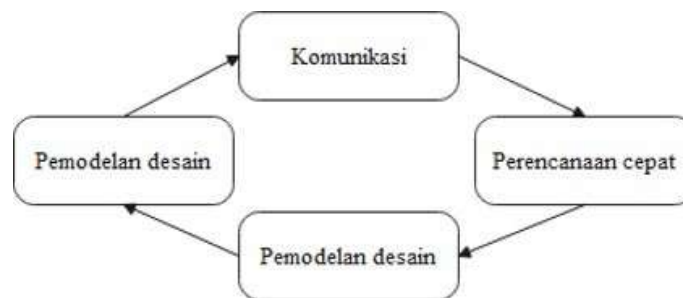 Komunikasi
Pemodelan desain
Perencanaan cepat
Pemodelan desain